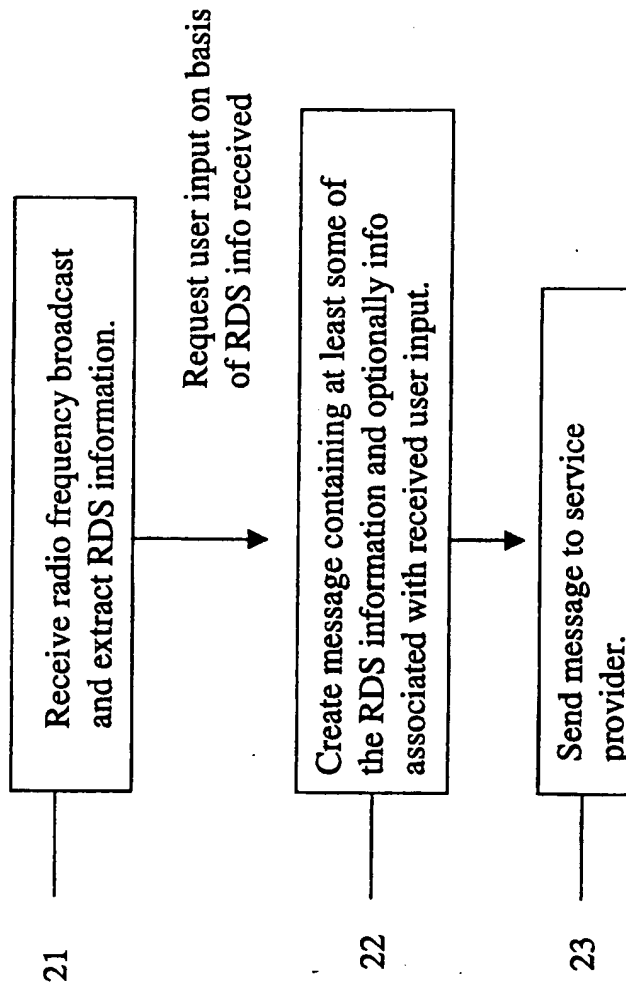 21
Receive radio frequency broadcast
and extract RDS information.
Request user input on basis
of RDS info received
22
Create message containing at least some of
the RDS information and optionally info
associated with received user input.
23
Send message to service
provider.